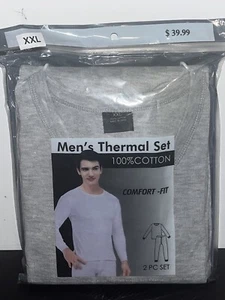 XXL
$ 39.99
Men's Thermal Set
100%COTTON
COMFORT -FIT
2-PC SET